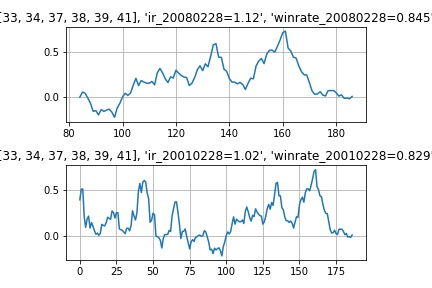 [33, 34, 37, 38, 39, 41], 'ir_20080228=1.12', 'winrate_20080228=0.845'
0.5
0.0
80 100 120 140 160 180
[33, 34, 37, 38, 39, 41], 'ir_20010228=1.02', 'winrate_20010228=0.829'
0.5
0.0
0 25 50 75 100 125 150 175